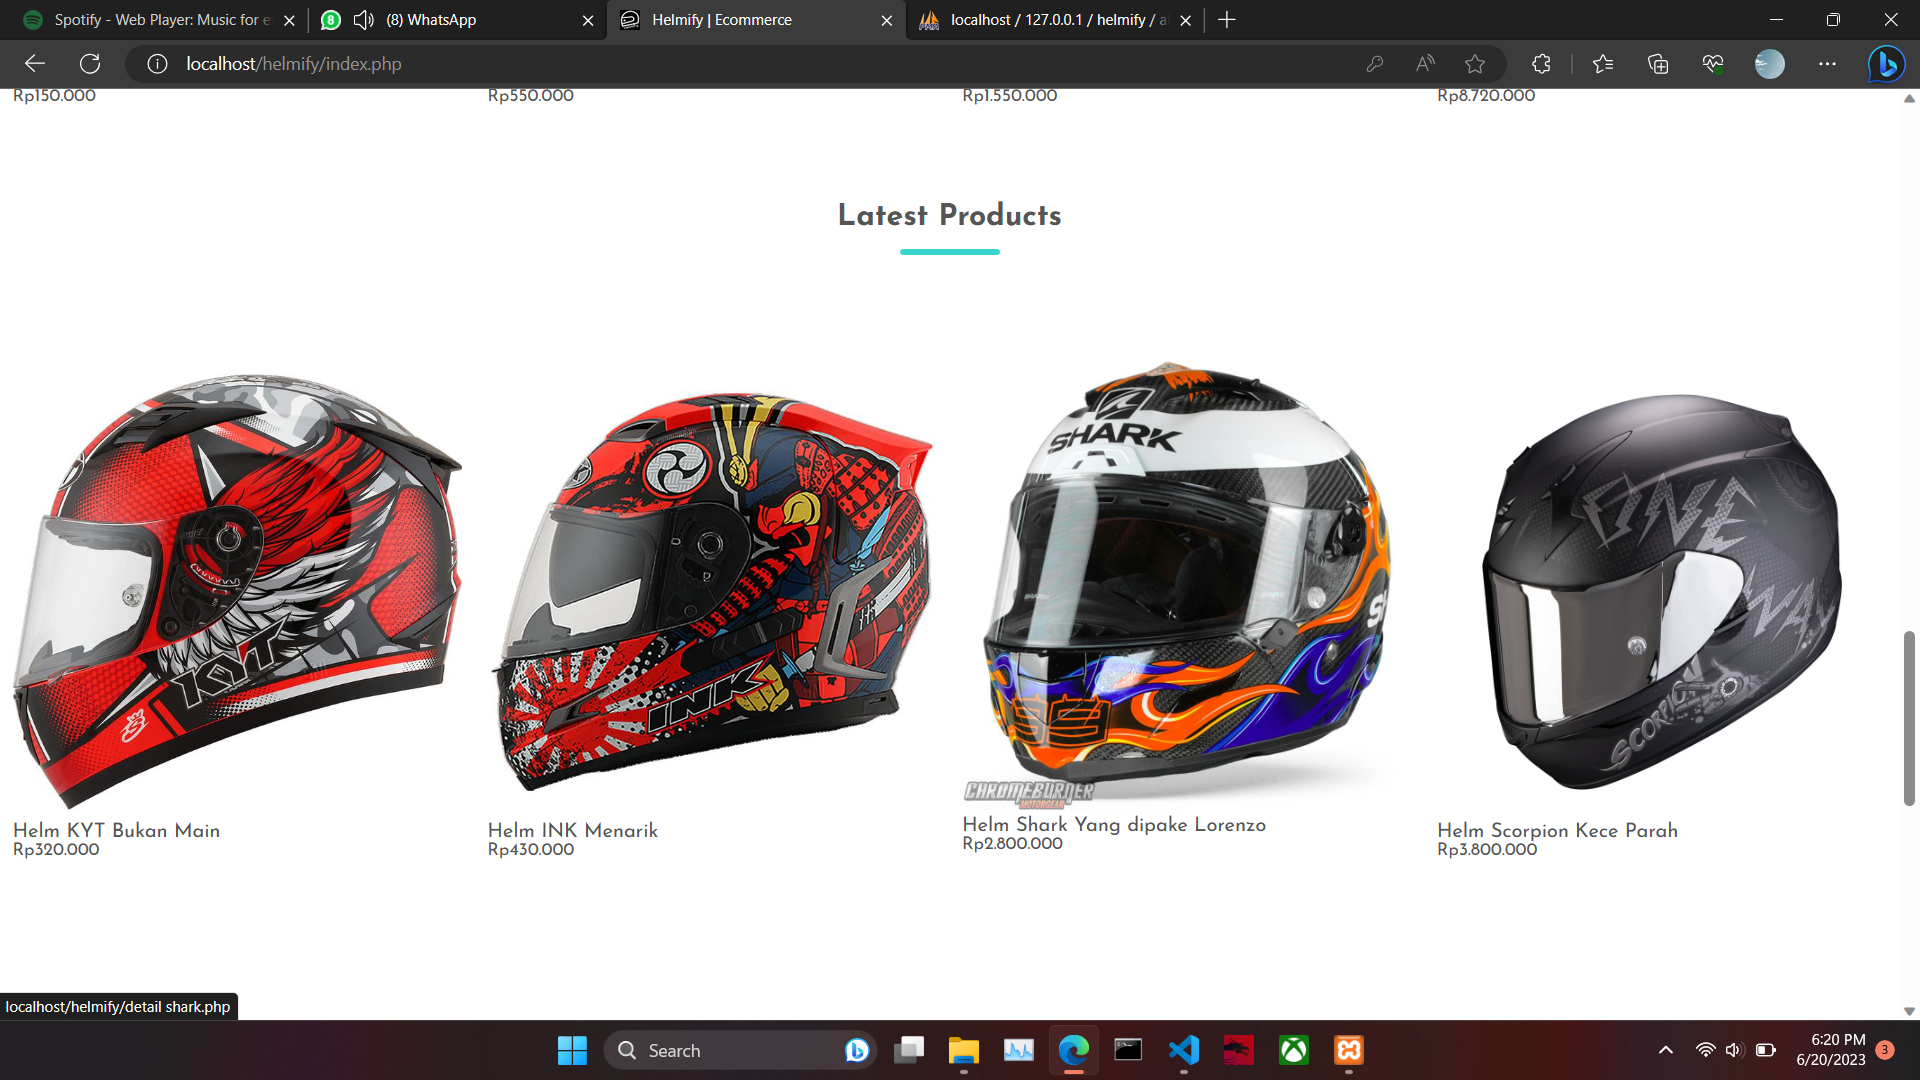 Spotify - Web Player: Music for e
8
(8) WhatsApp
Helmify | Ecommerce
localhost / 127.0.0.1 / helmify / a
localhost/helmify/index.php
Rp150.000
Rp550.000
Rp1.550.000
Rp8.720.000
Latest Products
KYT
INK
SHARK
CHROMEBURNER
MOTORGEAR
SCORPION
Helm KYT Bukan Main
Rp320.000
Helm INK Menarik
Rp430.000
Helm Shark Yang dipake Lorenzo
Rp2.800.000
Helm Scorpion Kece Parah
Rp3.800.000
localhost/helmify/detail shark.php
Search
6:20 PM
6/20/2023
3